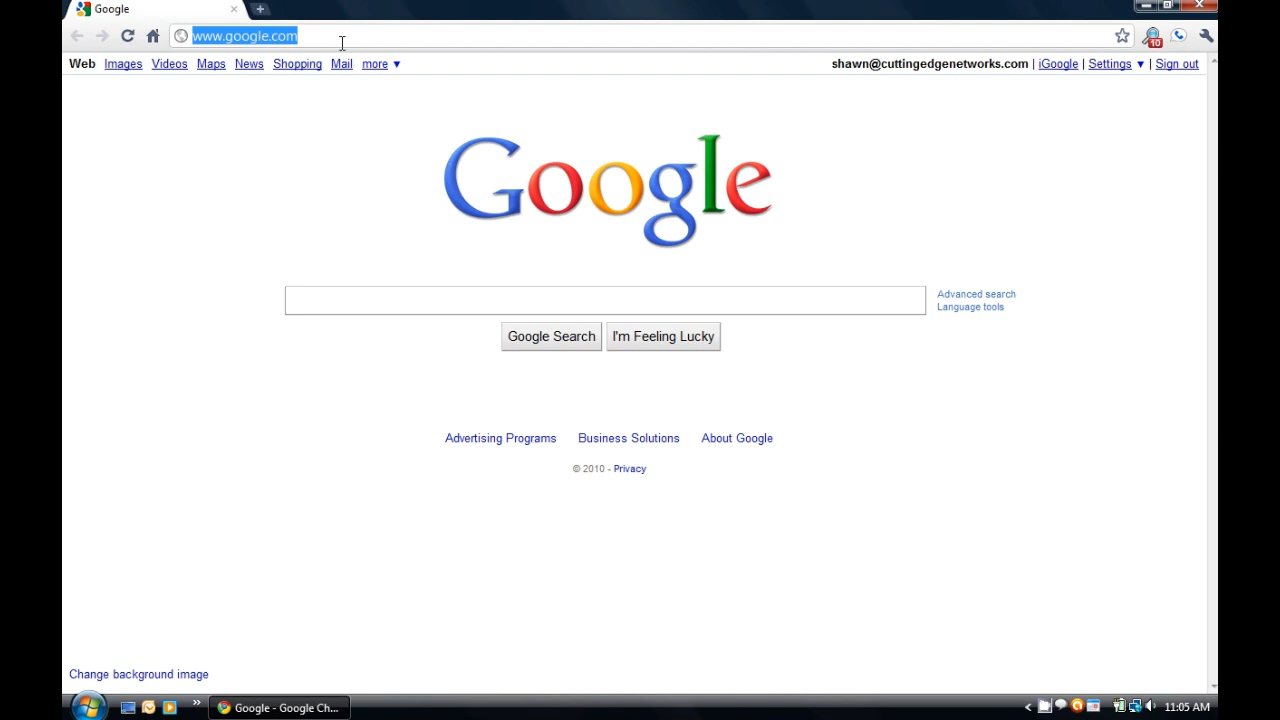 Google
www.google.com
10
Web Images Videos Maps News Shopping Mail more ▼
shawn@cuttingedgenetworks.com | iGoogle | Settings ▼ | Sign out
Google
Advanced search
Language tools
Google Search I'm Feeling Lucky
Advertising Programs Business Solutions About Google
© 2010 - Privacy
Change background image
» Google - Google Ch... < 11:05 AM